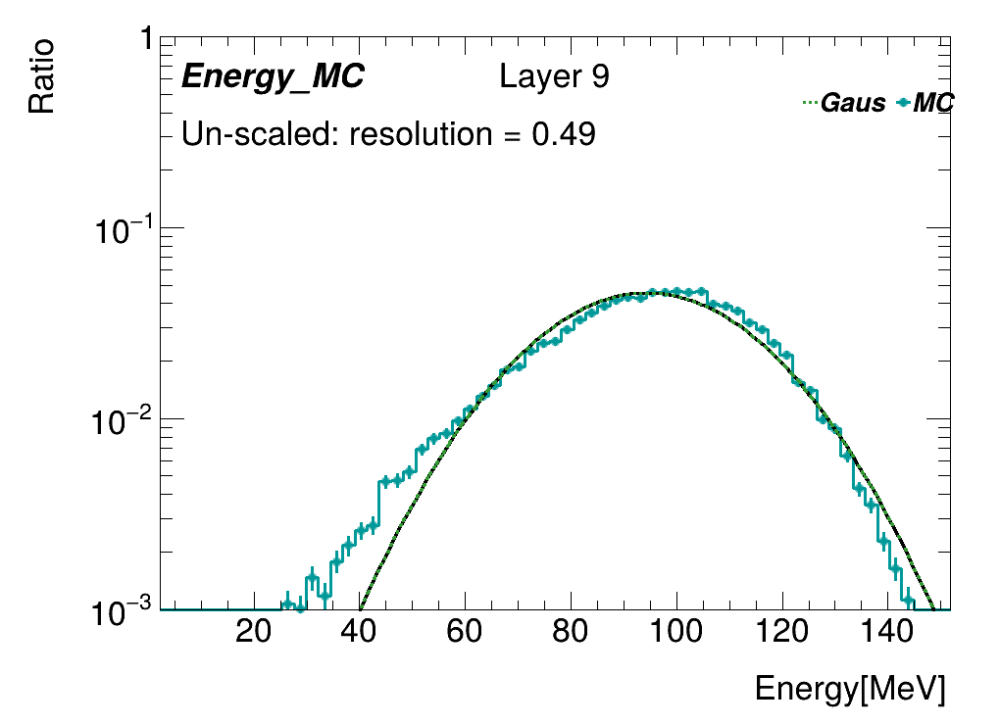 Ratio
Energy_MC Layer 9
Gaus MC
Un-scaled: resolution = 0.49
1
10⁻¹
10⁻²
10⁻³
20 40 60 80 100 120 140
Energy[MeV]